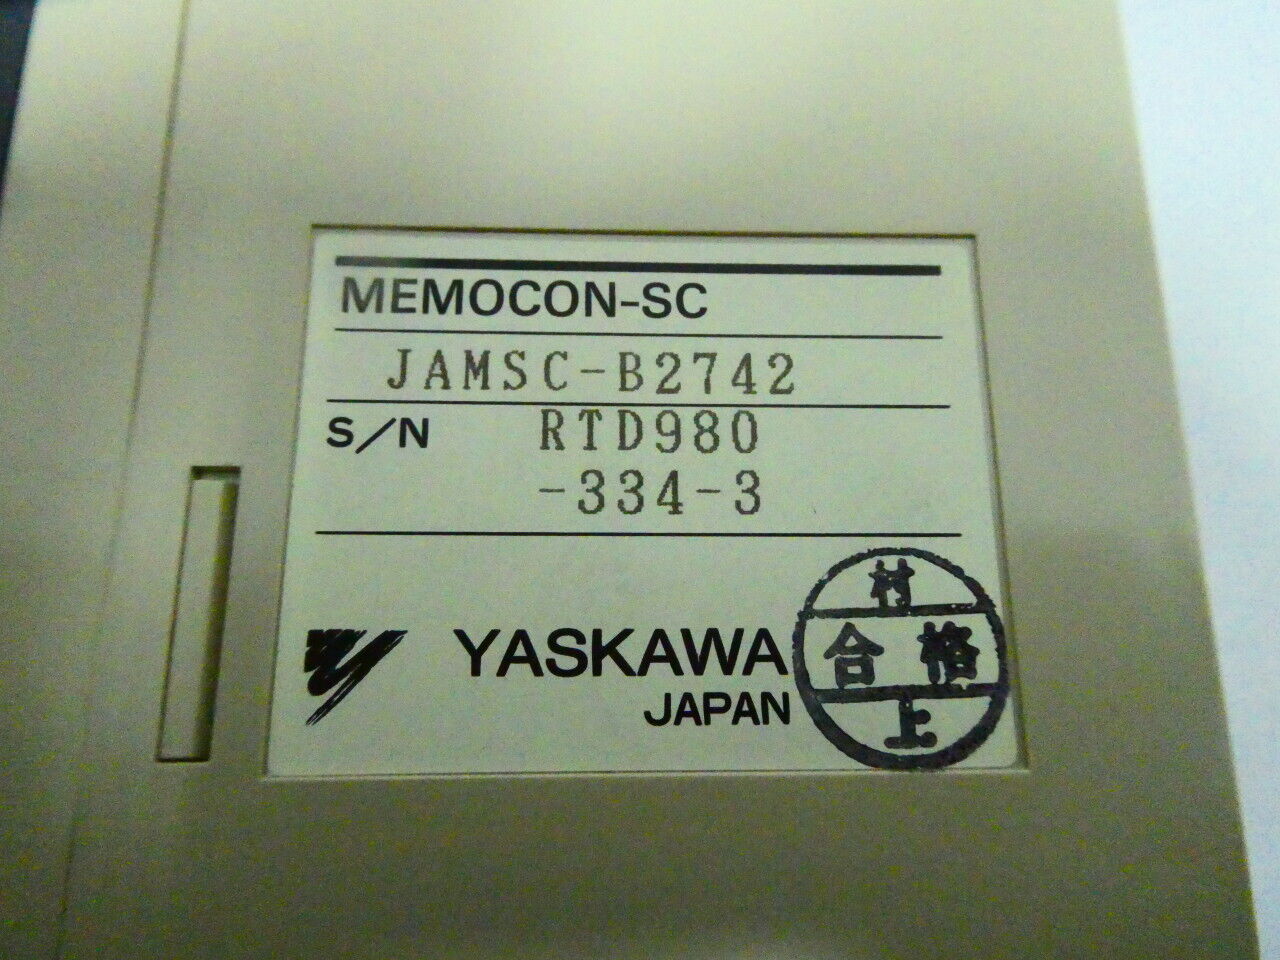 MEMOCON-SC
JAMSC-B2742
S/N RTD980
-334-3
YASKAWA
JAPAN
村
合格
上